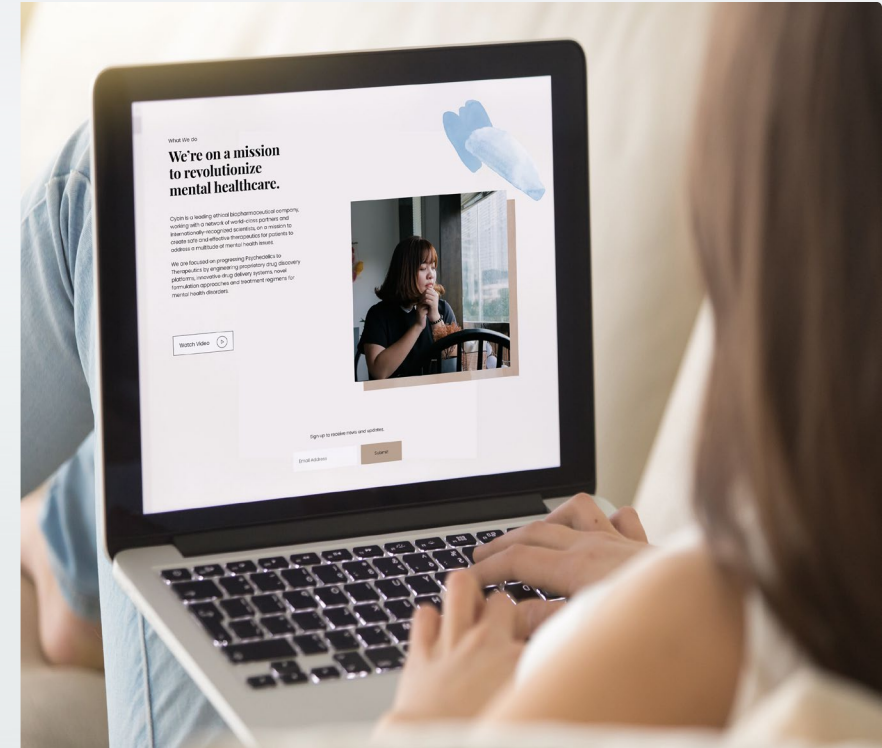 What We do
We're on a mission
to revolutionize
mental healthcare.
Cybin is a leading ethical biopharmaceutical company,
working with a network of world-class partners and
internationally-recognized scientists, on a mission to
create safe and effective therapeutics for patients to
address a multitude of mental health issues.
We are focused on progressing Psychedelics to
Therapeutics by engineering proprietary drug discovery
platforms, innovative drug delivery systems, novel
formulation approaches and treatment regimens for
mental health disorders.
Watch Video
Sign up to receive news and updates.
Email Address
Submit